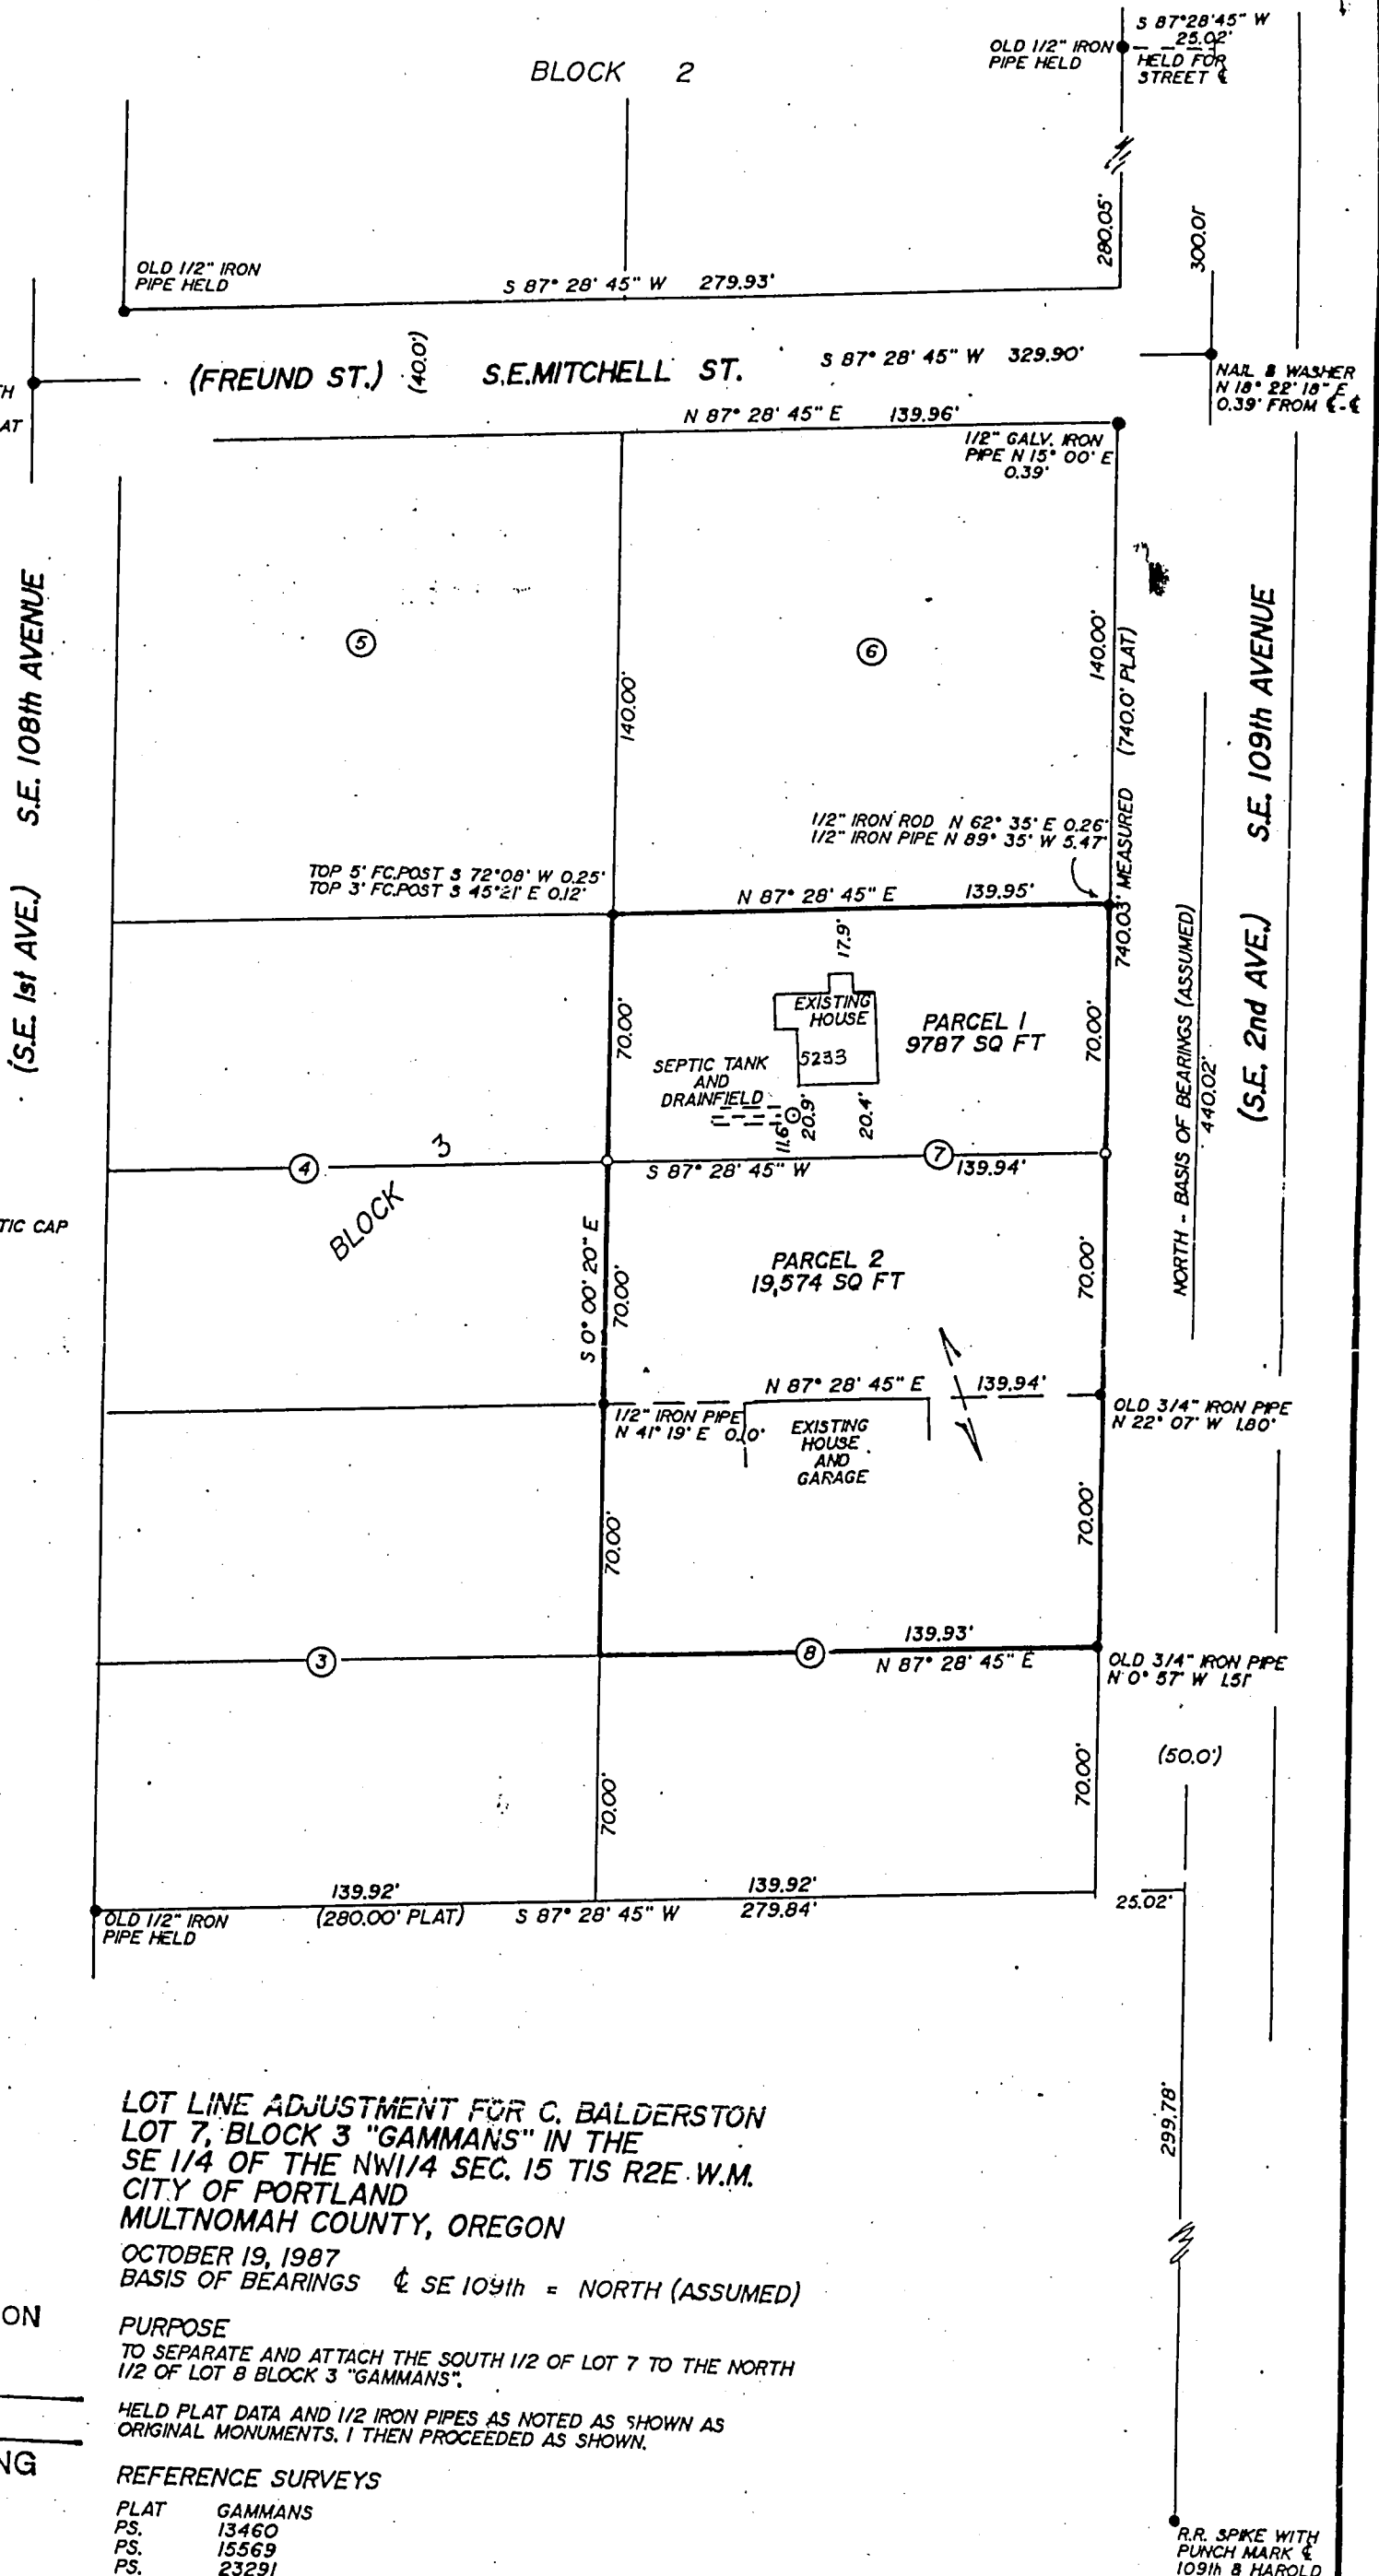 S 87°28'45" W
25.02'
HELD FOR
STREET ℄
OLD 1/2" IRON
PIPE HELD
BLOCK 2
280.05'
300.01'
OLD 1/2" IRON
PIPE HELD
S 87° 28' 45" W 279.93'
(FREUND ST.) (40.0') S.E.MITCHELL ST. S 87° 28' 45" W 329.90'
NAIL & WASHER
N 18° 22' 18" E
0.39' FROM ℄-℄
TH
AT
N 87° 28' 45" E 139.96'
1/2" GALV. IRON
PIPE N 15° 00' E
0.39'
S.E. 108th AVENUE
(S.E. 1st AVE.)
5
6
140.00'
140.00'
740.03' MEASURED (740.0' PLAT)
S.E. 109th AVENUE
(S.E. 2nd AVE.)
1/2" IRON ROD N 62° 35' E 0.26'
1/2" IRON PIPE N 89° 35' W 5.47'
TOP 5' FC.POST S 72°08' W 0.25'
TOP 3' FC.POST S 45°21' E 0.12'
N 87° 28' 45" E 139.95'
17.9'
EXISTING
HOUSE
5233
PARCEL 1
9787 SQ FT
70.00'
70.00'
SEPTIC TANK
AND
DRAINFIELD
11.6'
20.9'
20.4'
NORTH - BASIS OF BEARINGS (ASSUMED)
440.02'
4
3
BLOCK
7
S 87° 28' 45" W 139.94'
TIC CAP
S 0° 00' 20" E
70.00'
PARCEL 2
19,574 SQ FT
70.00'
N 87° 28' 45" E 139.94'
1/2" IRON PIPE
N 41° 19' E 0.10'
EXISTING
HOUSE
AND
GARAGE
OLD 3/4" IRON PIPE
N 22° 07' W 1.80'
70.00'
70.00'
3
8
139.93'
N 87° 28' 45" E
OLD 3/4" IRON PIPE
N 0° 57' W 1.51'
70.00'
70.00'
(50.0')
139.92'
139.92'
OLD 1/2" IRON
PIPE HELD
(280.00' PLAT) S 87° 28' 45" W 279.84'
25.02'
299.78'
LOT LINE ADJUSTMENT FOR C. BALDERSTON
LOT 7, BLOCK 3 "GAMMANS" IN THE
SE 1/4 OF THE NW1/4 SEC. 15 T1S R2E W.M.
CITY OF PORTLAND
MULTNOMAH COUNTY, OREGON
OCTOBER 19, 1987
BASIS OF BEARINGS ℄ SE 109th = NORTH (ASSUMED)
ON
PURPOSE
TO SEPARATE AND ATTACH THE SOUTH 1/2 OF LOT 7 TO THE NORTH
1/2 OF LOT 8 BLOCK 3 "GAMMANS".
HELD PLAT DATA AND 1/2 IRON PIPES AS NOTED AS SHOWN AS
ORIGINAL MONUMENTS. I THEN PROCEEDED AS SHOWN.
NG
REFERENCE SURVEYS
PLAT GAMMANS
PS. 13460
PS. 15569
PS. 23291
R.R. SPIKE WITH
PUNCH MARK ℄
109th & HAROLD